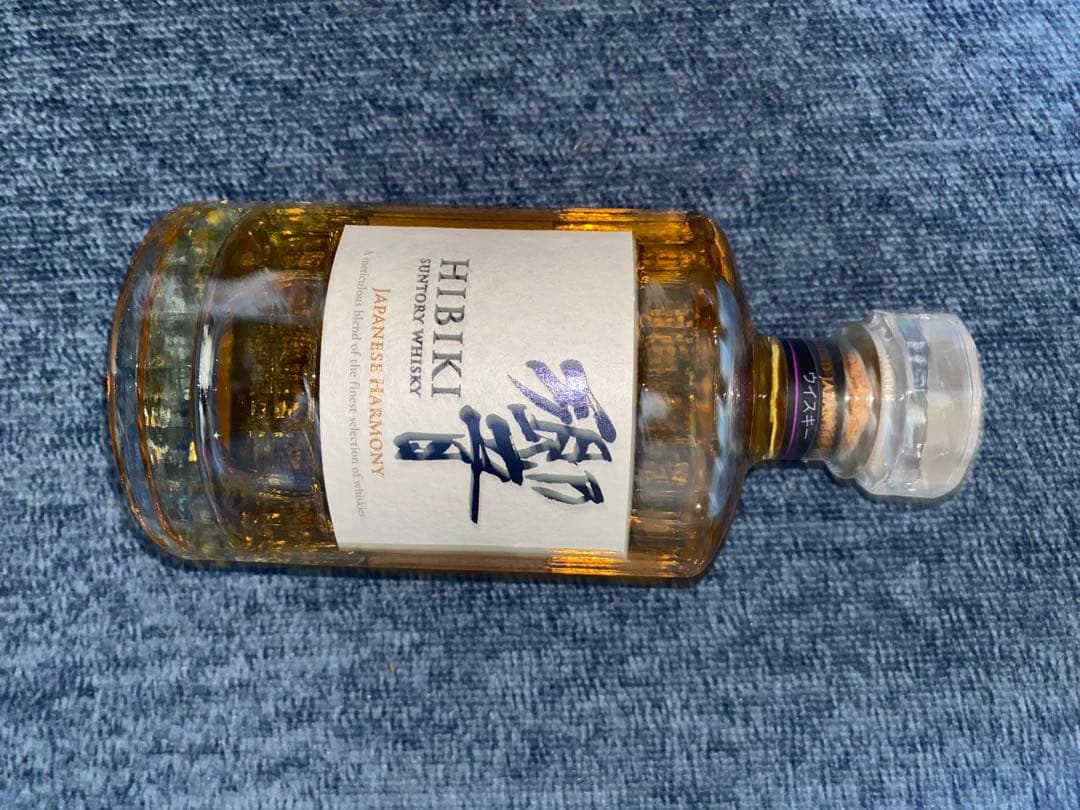 響
HIBIKI
SUNTORY WHISKY
JAPANESE HARMONY
A meticulous blend of the finest selection of whiskies
ウイスキー